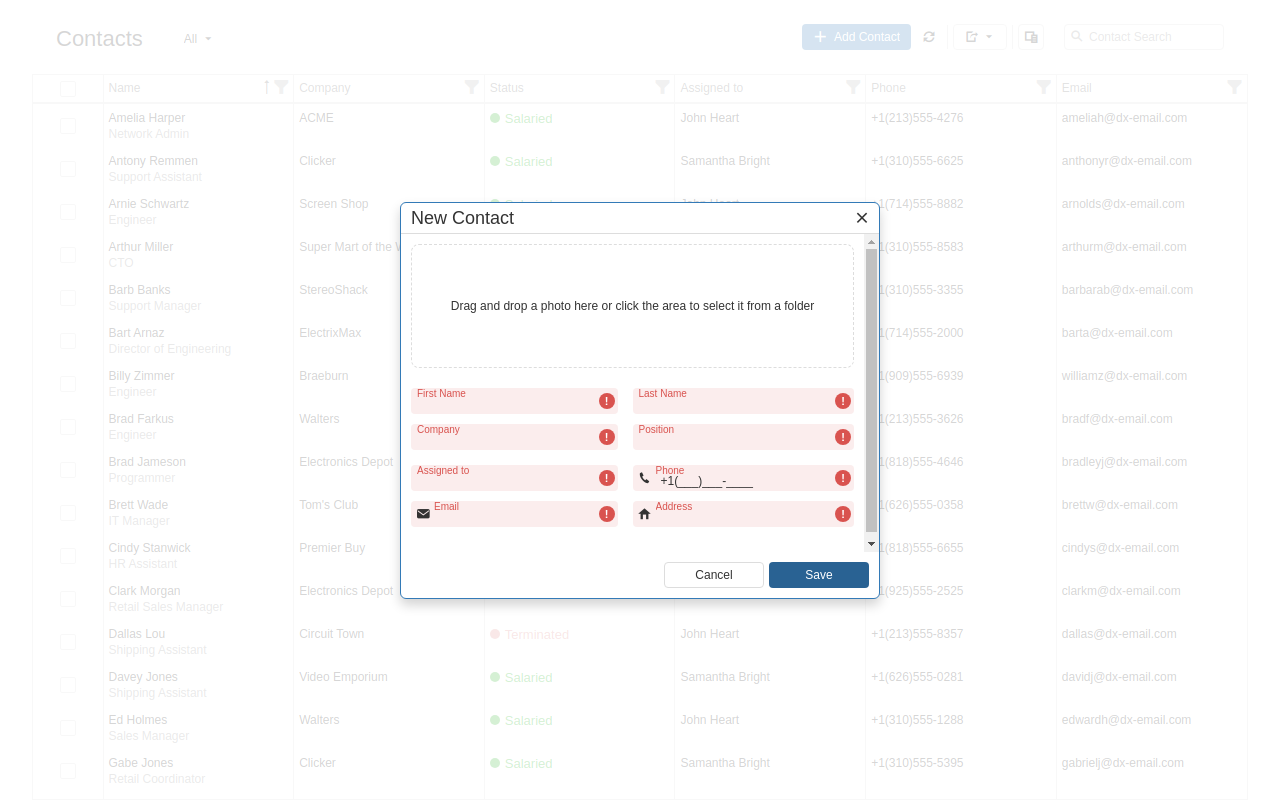 Contacts All Add Contact Contact Search
Name Company Status Assigned to Phone Email
Amelia Harper ACME Salaried John Heart +1(213)555-4276 ameliah@dx-email.com
Network Admin
Antony Remmen Clicker Salaried Samantha Bright +1(310)555-6625 anthonyr@dx-email.com
Support Assistant
Arnie Schwartz Screen Shop +1(714)555-8882 arnolds@dx-email.com
Engineer
New Contact
Arthur Miller Super Mart of the +1(310)555-8583 arthurm@dx-email.com
CTO
Barb Banks StereoShack +1(310)555-3355 barbarab@dx-email.com
Support Manager
Drag and drop a photo here or click the area to select it from a folder
Bart Arnaz ElectrixMax +1(714)555-2000 barta@dx-email.com
Director of Engineering
Billy Zimmer Braeburn +1(909)555-6939 williamz@dx-email.com
Engineer
First Name Last Name
Brad Farkus Walters +1(213)555-3626 bradf@dx-email.com
Engineer
Company Position
Brad Jameson Electronics Depot +1(818)555-4646 bradleyj@dx-email.com
Programmer
Assigned to Phone
+1(___)___-____
Brett Wade Tom's Club +1(626)555-0358 brettw@dx-email.com
IT Manager
Email Address
Cindy Stanwick Premier Buy +1(818)555-6655 cindys@dx-email.com
HR Assistant
Cancel Save
Clark Morgan Electronics Depot +1(925)555-2525 clarkm@dx-email.com
Retail Sales Manager
Dallas Lou Circuit Town Terminated John Heart +1(213)555-8357 dallas@dx-email.com
Shipping Assistant
Davey Jones Video Emporium Salaried Samantha Bright +1(626)555-0281 davidj@dx-email.com
Shipping Assistant
Ed Holmes Walters Salaried John Heart +1(310)555-1288 edwardh@dx-email.com
Sales Manager
Gabe Jones Clicker Salaried Samantha Bright +1(310)555-5395 gabrielj@dx-email.com
Retail Coordinator